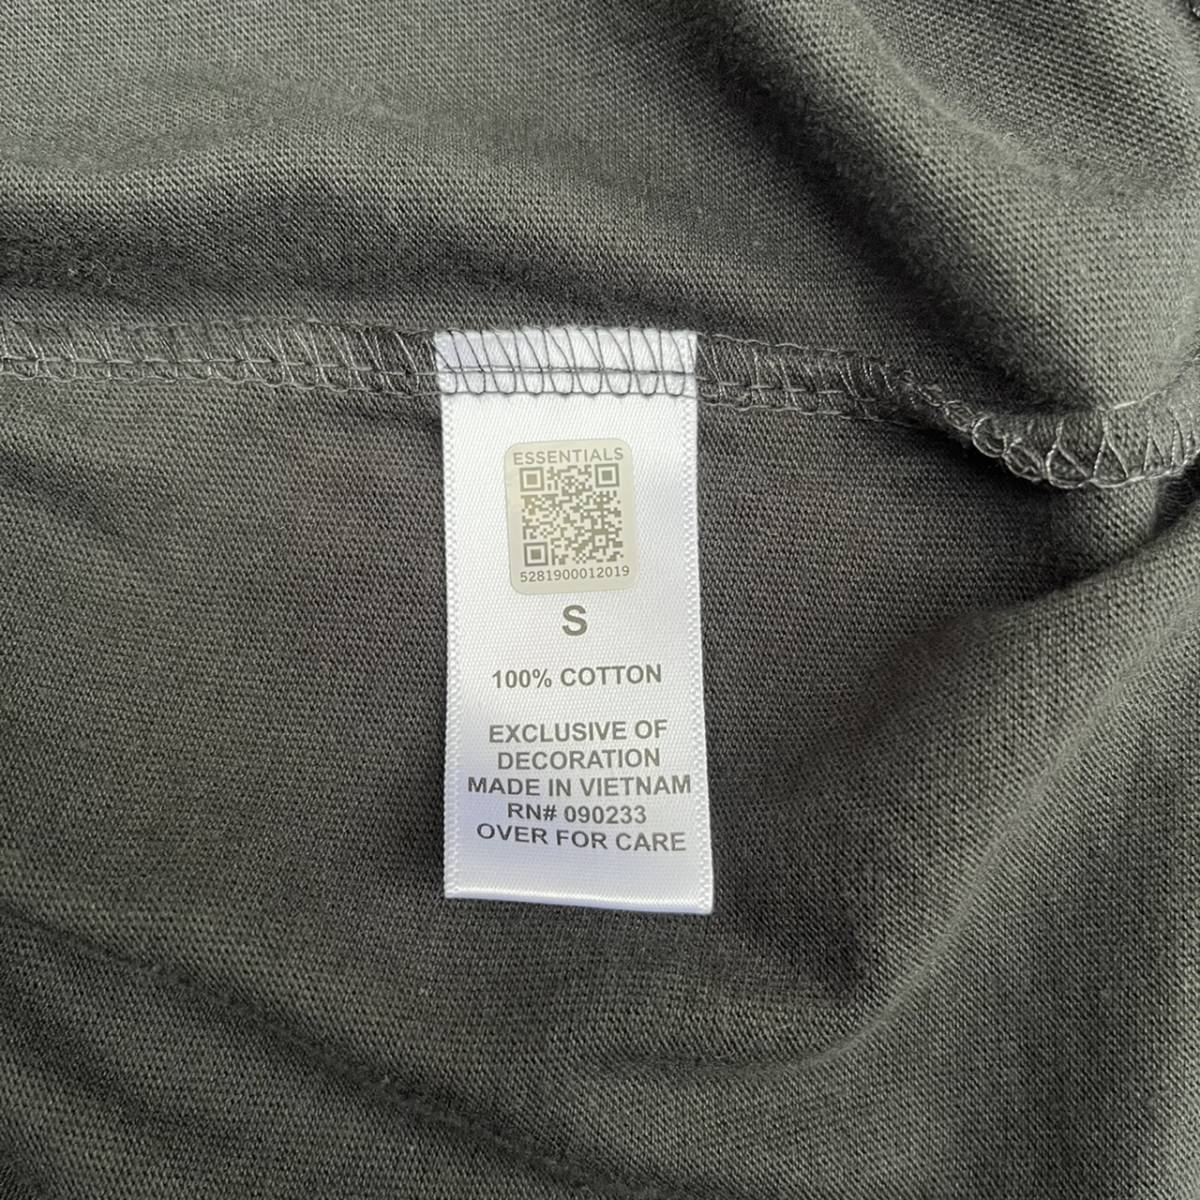 ESSENTIALS
5281900012019
S
100% COTTON
EXCLUSIVE OF
DECORATION
MADE IN VIETNAM
RN# 090233
OVER FOR CARE